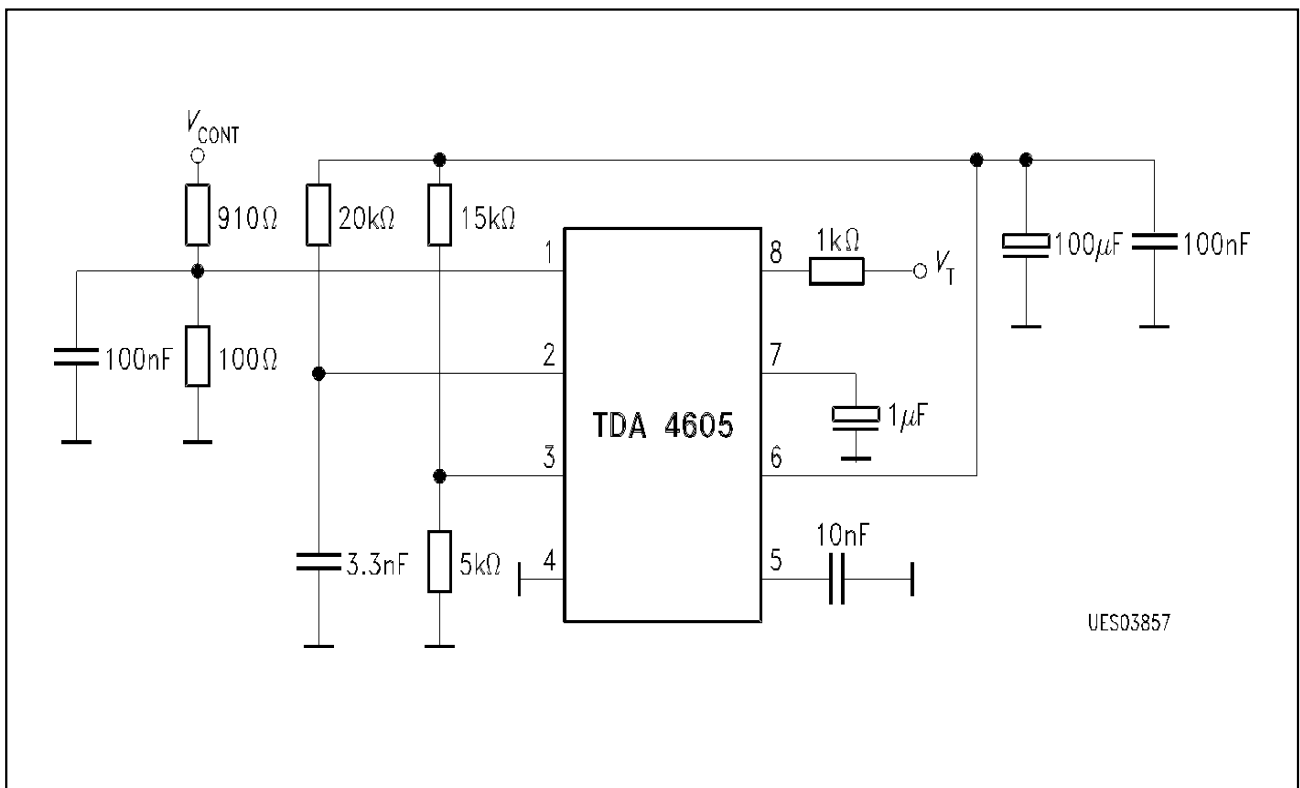 V_CONT
910Ω
20kΩ
15kΩ
1
8
1kΩ
V_T
100µF
100nF
100nF
100Ω
2
7
TDA 4605
1µF
3
6
3.3nF
5kΩ
4
5
10nF
UES03857